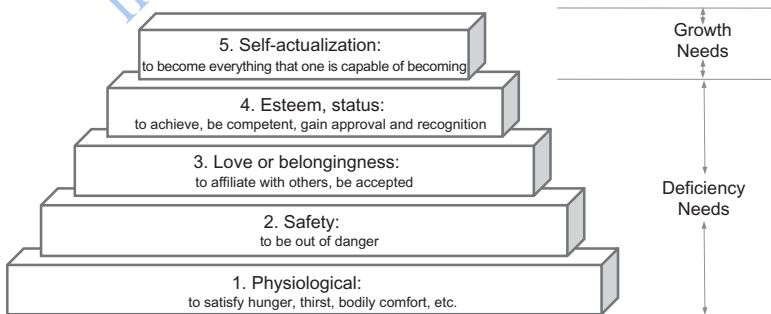 5. Self-actualization:
to become everything that one is capable of becoming
4. Esteem, status:
to achieve, be competent, gain approval and recognition
3. Love or belongingness:
to affiliate with others, be accepted
2. Safety:
to be out of danger
1. Physiological:
to satisfy hunger, thirst, bodily comfort, etc.
Growth
Needs
Deficiency
Needs